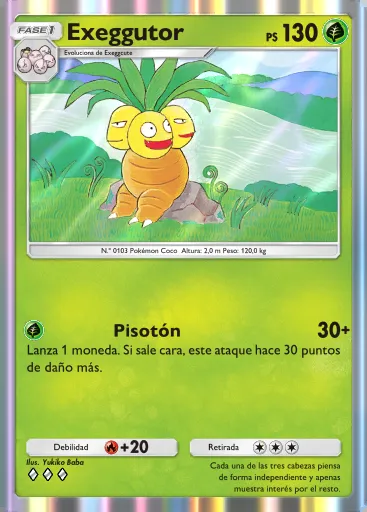 FASE 1
Exeggutor
PS 130
Evoluciona de Exeggcute
N.º 0103 Pokémon Coco Altura: 2,0 m Peso: 120,0 kg
Pisotón 30+
Lanza 1 moneda. Si sale cara, este ataque hace 30 puntos
de daño más.
Debilidad +20
Retirada
Ilus. Yukiko Baba
Cada una de las tres cabezas piensa
de forma independiente y apenas
muestra interés por el resto.